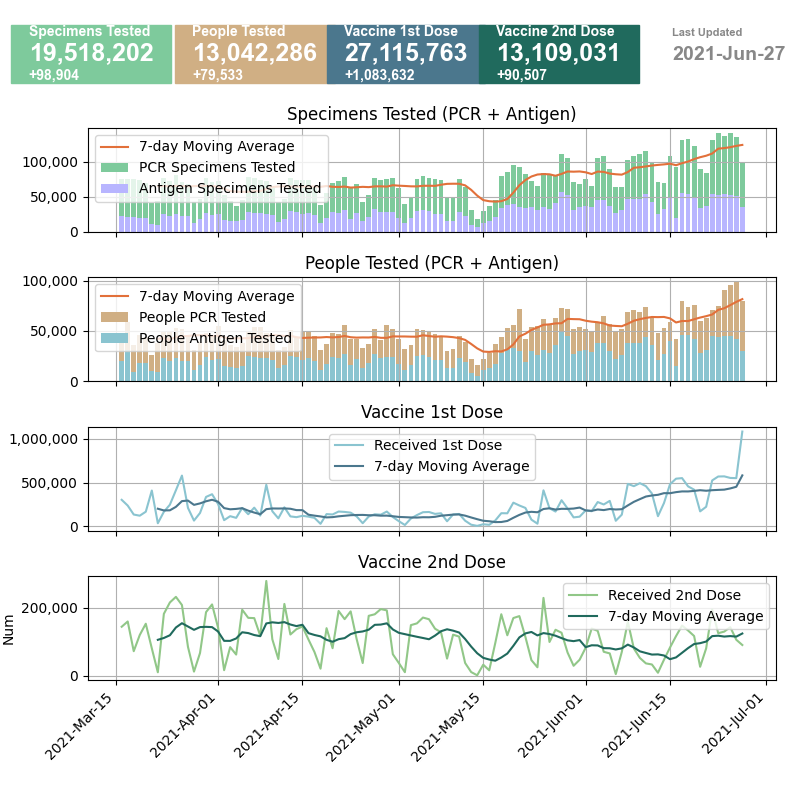 Specimens Tested
19,518,202
+98,904
People Tested
13,042,286
+79,533
Vaccine 1st Dose
27,115,763
+1,083,632
Vaccine 2nd Dose
13,109,031
+90,507
Last Updated
2021-Jun-27
Specimens Tested (PCR + Antigen)
7-day Moving Average
PCR Specimens Tested
Antigen Specimens Tested
100,000
50,000
0
People Tested (PCR + Antigen)
7-day Moving Average
People PCR Tested
People Antigen Tested
100,000
50,000
0
Vaccine 1st Dose
Received 1st Dose
7-day Moving Average
1,000,000
500,000
0
Vaccine 2nd Dose
Received 2nd Dose
7-day Moving Average
200,000
0
Num
2021-Mar-15
2021-Apr-01
2021-Apr-15
2021-May-01
2021-May-15
2021-Jun-01
2021-Jun-15
2021-Jul-01